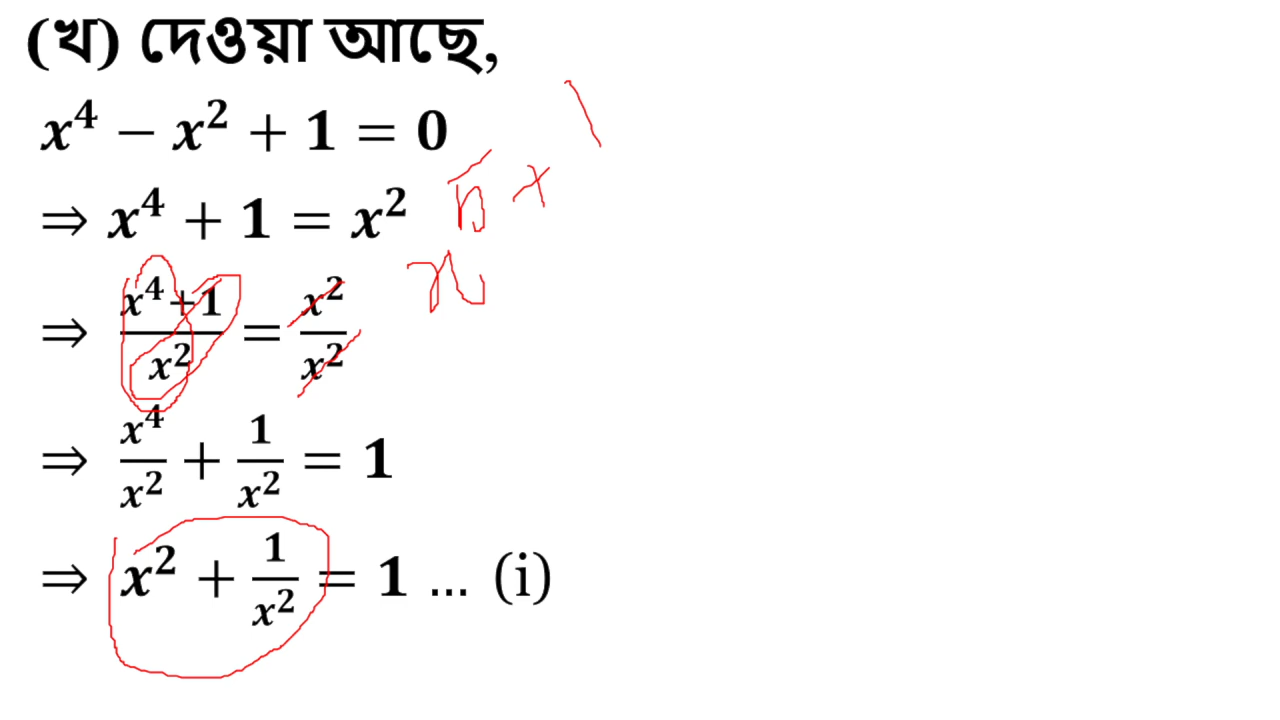 (খ) দেওয়া আছে,
x⁴ − x² + 1 = 0
⇒ x⁴ + 1 = x²
⇒ (x⁴+1)/x² = x²/x²
⇒ x⁴/x² + 1/x² = 1
⇒ x² + 1/x² = 1 ... (i)